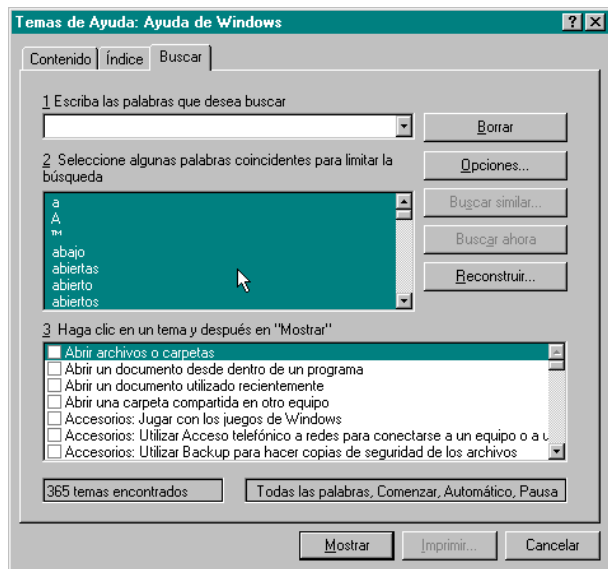 Temas de Ayuda: Ayuda de Windows
Contenido Índice Buscar
1 Escriba las palabras que desea buscar
Borrar
2 Seleccione algunas palabras coincidentes para limitar la
búsqueda
Opciones...
a
A
™
abajo
abiertas
abierto
abiertos
Buscar similar...
Buscar ahora
Reconstruir...
3 Haga clic en un tema y después en "Mostrar"
Abrir archivos o carpetas
Abrir un documento desde dentro de un programa
Abrir un documento utilizado recientemente
Abrir una carpeta compartida en otro equipo
Accesorios: Jugar con los juegos de Windows
Accesorios: Utilizar Acceso telefónico a redes para conectarse a un equipo o a
Accesorios: Utilizar Backup para hacer copias de seguridad de los archivos
365 temas encontrados
Todas las palabras, Comenzar, Automático, Pausa
Mostrar
Imprimir...
Cancelar